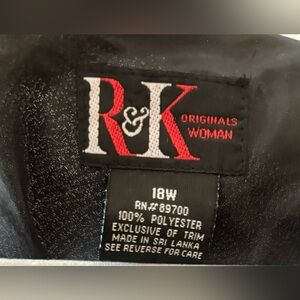 R&K
ORIGINALS
WOMAN
18W
RN#89700
100% POLYESTER
EXCLUSIVE OF TRIM
MADE IN SRI LANKA
SEE REVERSE FOR CARE